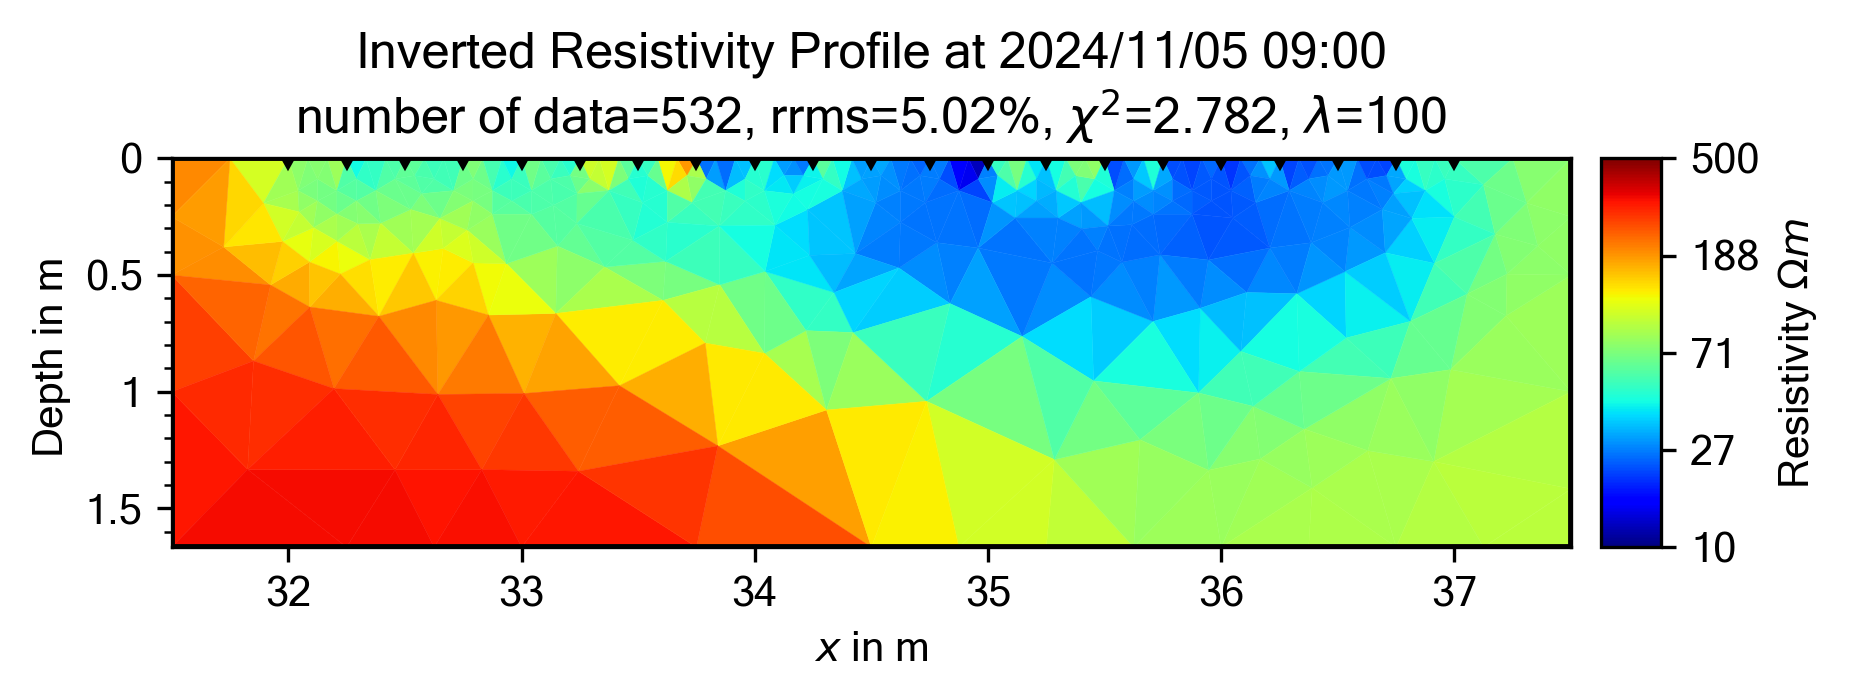 Inverted Resistivity Profile at 2024/11/05 09:00
number of data=532, rrms=5.02%, χ²=2.782, λ=100
0
0.5
1
1.5
Depth in m
32 33 34 35 36 37
x in m
500
188
71
27
10
Resistivity Ωm